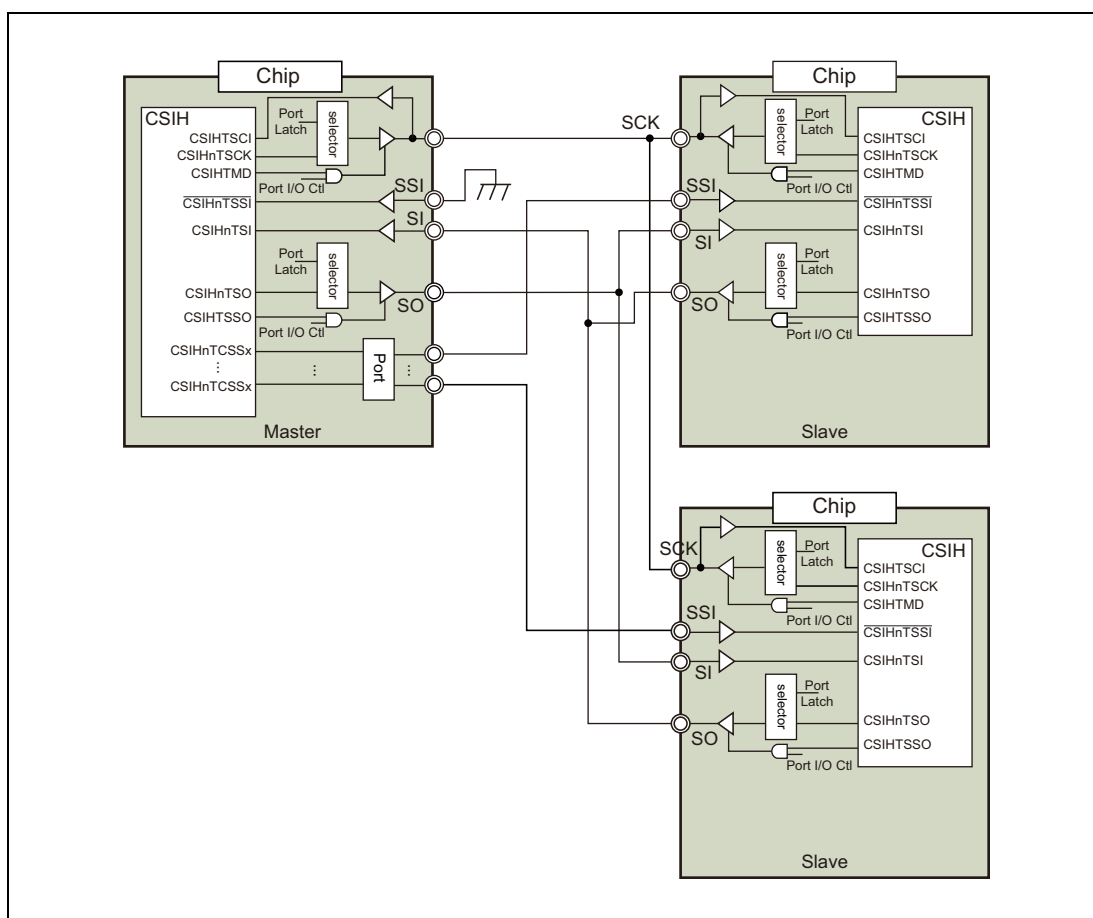 Chip
CSIH
CSIHTSCI
CSIHnTSCK
CSIHTMD
CSIHnTSSI
CSIHnTSI
CSIHnTSO
CSIHTSSO
CSIHnTCSSx
⋮
CSIHnTCSSx
Port
Latch
selector
Port I/O Ctl
Port
Latch
selector
Port I/O Ctl
⋮
Port
⋮
SSI
SI
SO
Master
SCK
Chip
CSIH
SSI
SI
SO
selector
Port
Latch
Port I/O Ctl
selector
Port
Latch
Port I/O Ctl
CSIHTSCI
CSIHnTSCK
CSIHTMD
CSIHnTSSI
CSIHnTSI
CSIHnTSO
CSIHTSSO
Slave
Chip
CSIH
SCK
SSI
SI
SO
selector
Port
Latch
Port I/O Ctl
selector
Port
Latch
Port I/O Ctl
CSIHTSCI
CSIHnTSCK
CSIHTMD
CSIHnTSSI
CSIHnTSI
CSIHnTSO
CSIHTSSO
Slave